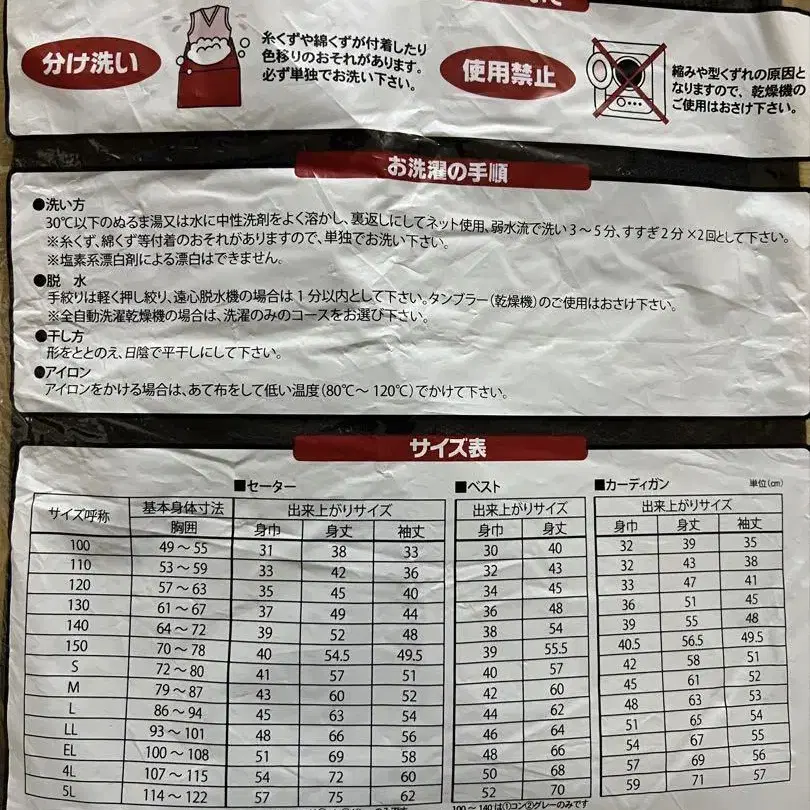 分け洗い
糸くずや綿くずが付着したり
色移りのおそれがあります。
必ず単独でお洗い下さい。
使用禁止
縮みや型くずれの原因と
なりますので、乾燥機の
ご使用はおさけ下さい。
お洗濯の手順
●洗い方
30℃以下のぬるま湯又は水に中性洗剤をよく溶かし、裏返しにしてネット使用、弱水流で洗い3〜5分、すすぎ2分×2回として下さい。
※糸くず、綿くず等付着のおそれがありますので、単独でお洗い下さい。
※塩素系漂白剤による漂白はできません。
●脱 水
手絞りは軽く押し絞り、遠心脱水機の場合は1分以内として下さい。タンブラー(乾燥機)のご使用はおさけ下さい。
※全自動洗濯乾燥機の場合は、洗濯のみのコースをお選び下さい。
●干し方
形をととのえ、日陰で平干しにして下さい。
●アイロン
アイロンをかける場合は、あて布をして低い温度(80℃〜120℃)でかけて下さい。
サイズ表
■セーター ■ベスト ■カーディガン 単位(cm)
サイズ呼称 基本身体寸法 出来上がりサイズ 出来上がりサイズ 出来上がりサイズ
胸囲 身巾 身丈 袖丈 身巾 身丈 身巾 身丈 袖丈
100 49〜55 31 38 33 30 40 32 39 35
110 53〜59 33 42 36 32 43 32 43 38
120 57〜63 35 45 40 34 45 33 47 41
130 61〜67 37 49 44 36 48 36 51 45
140 64〜72 39 52 48 38 54 39 55 48
150 70〜78 40 54.5 49.5 39 55.5 40.5 56.5 49.5
S 72〜80 41 57 51 40 57 42 58 51
M 79〜87 43 60 52 42 60 45 61 52
L 86〜94 45 63 54 44 62 48 63 53
LL 93〜101 48 66 56 46 64 51 65 54
EL 100〜108 51 69 58 48 66 54 67 55
4L 107〜115 54 72 60 50 68 57 69 56
5L 114〜122 57 75 62 52 70 59 71 57
100〜140は①コン②グレーのみです